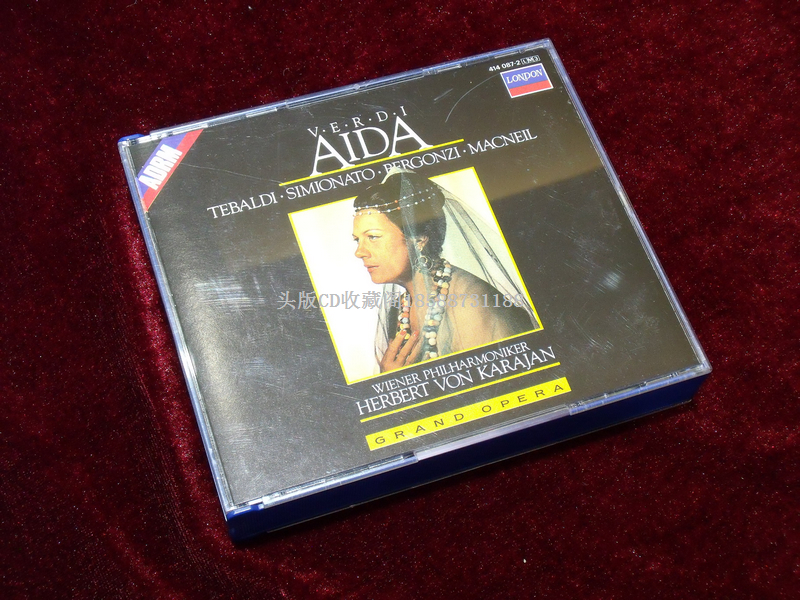 414 087-2 LM3
LONDON
ADRM
V·E·R·D·I
AIDA
TEBALDI·SIMIONATO·BERGONZI·MACNEIL
头版CD收藏
WIENER PHILHARMONIKER
HERBERT VON KARAJAN
GRAND OPERA